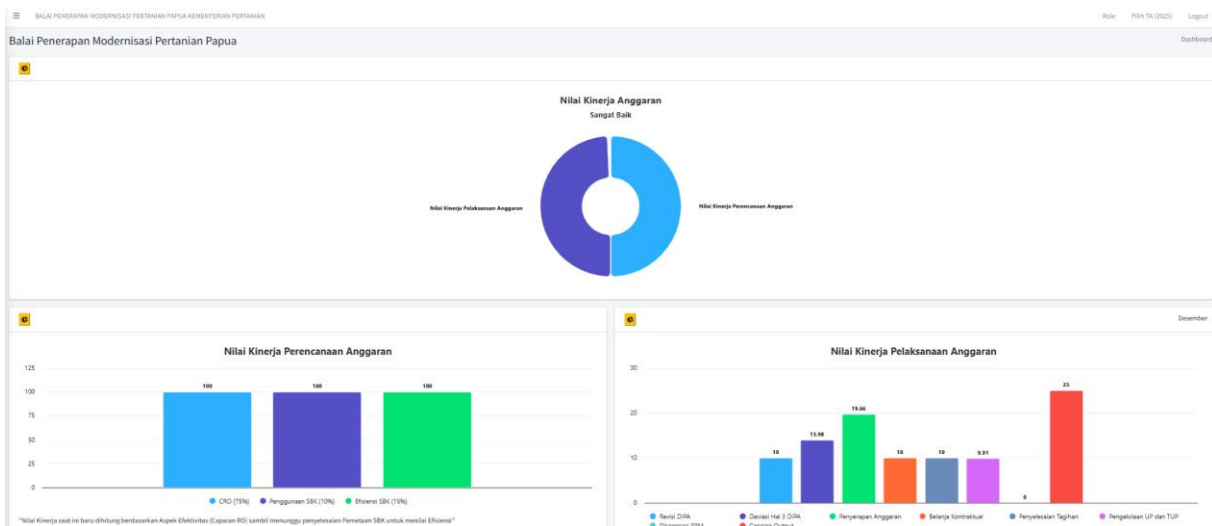 BALAI PENERAPAN MODERNISASI PERTANIAN PAPUA KEMENTERIAN PERTANIAN
Role Pilih TA (2025) Logout
Balai Penerapan Modernisasi Pertanian Papua
Dashboard
Nilai Kinerja Anggaran
Sangat Baik
Nilai Kinerja Pelaksanaan Anggaran
Nilai Kinerja Perencanaan Anggaran
Nilai Kinerja Perencanaan Anggaran
125
100
75
50
25
0
100 100 100
CRO (75%) Penggunaan SBK (10%) Efisiensi SBK (15%)
"Nilai Kinerja saat ini baru dihitung berdasarkan Aspek Efektivitas (Capaian RO) sambil menunggu penyelesaian Pemetaan SBK untuk menilai Efisiensi"
Desember
Nilai Kinerja Pelaksanaan Anggaran
30
20
10
0
10 13.98 19.66 10 10 9.91 0 25
Revisi DIPA Deviasi Hal 3 DIPA Penyerapan Anggaran Belanja Kontraktual Penyelesaian Tagihan Pengelolaan UP dan TUP
Dispensasi SPM Capaian Output